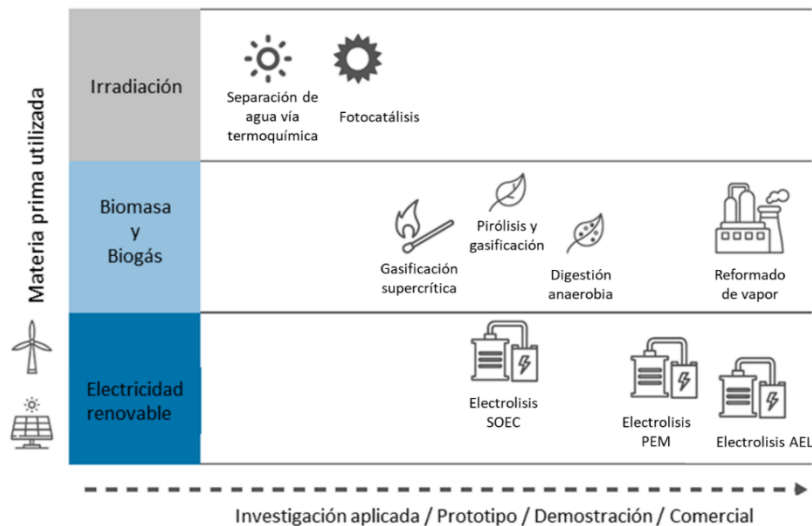 Materia prima utilizada
Irradiación
Separación de
agua vía
termoquímica
Fotocatálisis
Biomasa
y
Biogás
Gasificación
supercrítica
Pirólisis y
gasificación
Digestión
anaerobia
Reformado
de vapor
Electricidad
renovable
Electrolisis
SOEC
Electrolisis
PEM
Electrolisis AEL
Investigación aplicada / Prototipo / Demostración / Comercial